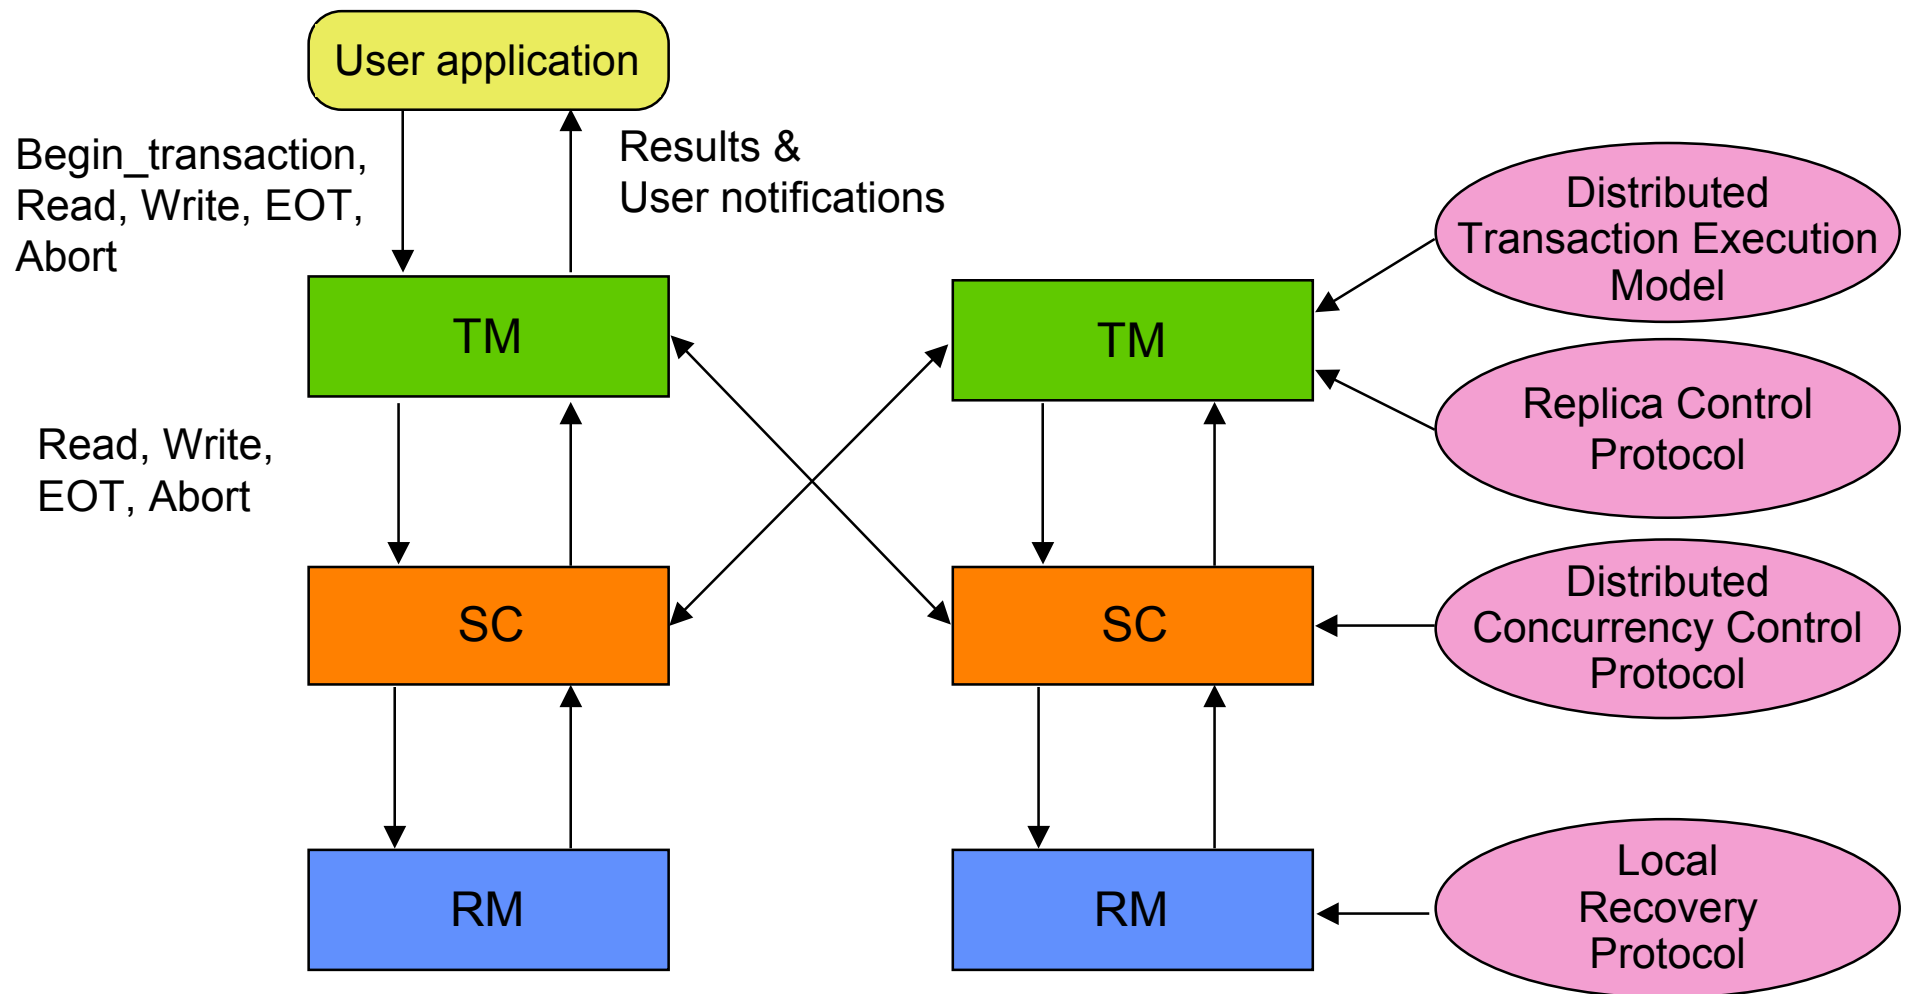 User application
Begin_transaction,
Read, Write, EOT,
Abort
Results &
User notifications
Distributed
Transaction Execution
Model
TM
TM
Replica Control
Protocol
Read, Write,
EOT, Abort
Distributed
Concurrency Control
Protocol
SC
SC
Local
Recovery
Protocol
RM
RM